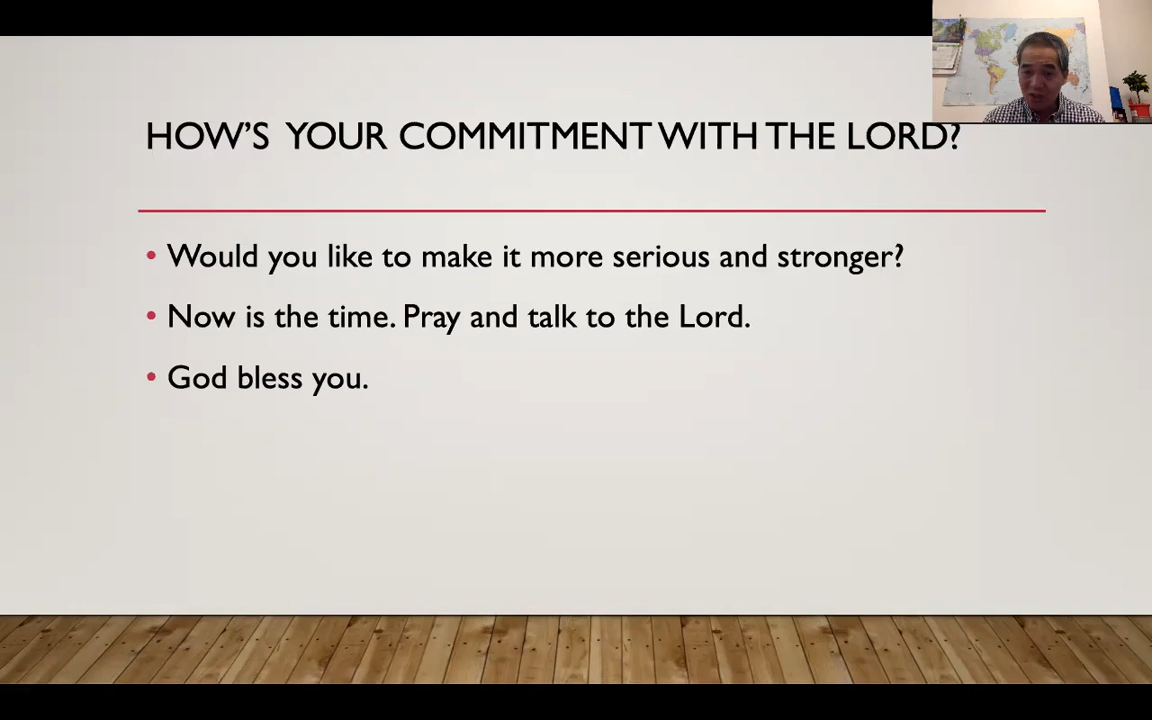 HOW'S YOUR COMMITMENT WITH THE LORD?
• Would you like to make it more serious and stronger?
• Now is the time. Pray and talk to the Lord.
• God bless you.